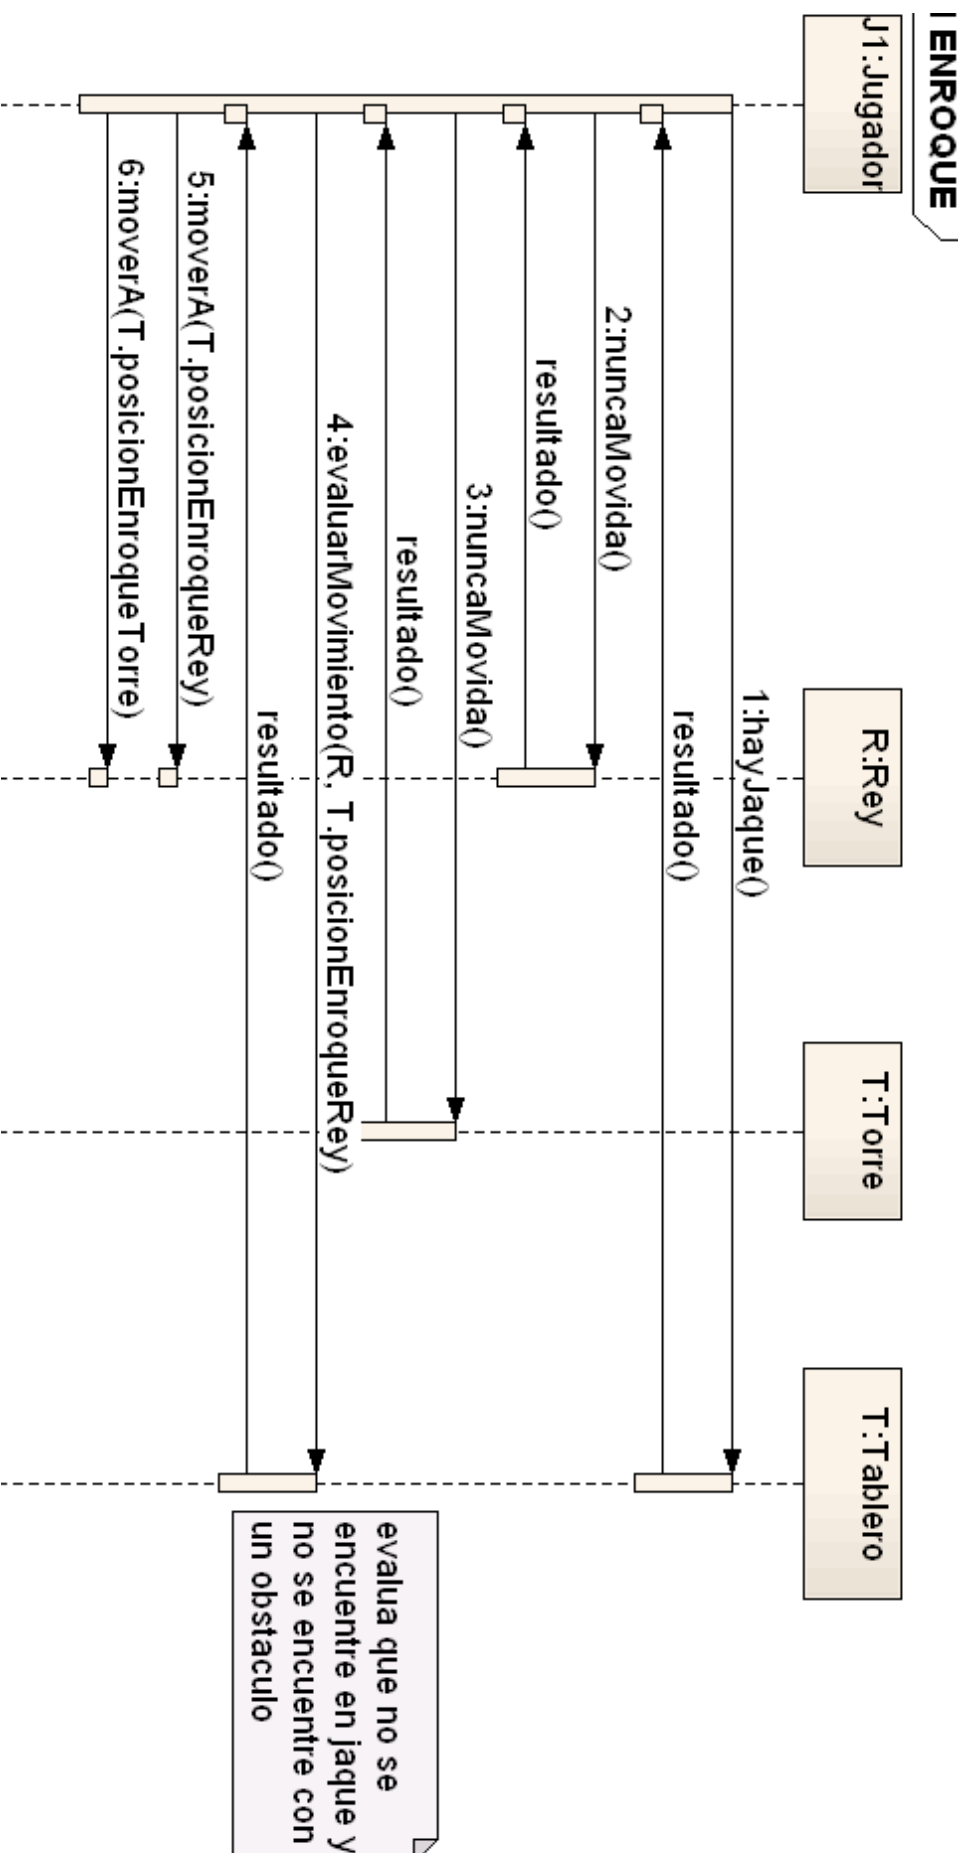 ENROQUE
J1:Jugador
R:Rey
T:Torre
T:Tablero
1:hayJaque()
resultado()
2:nuncaMovida()
resultado()
3:nuncaMovida()
resultado()
4:evaluarMovimiento(R, T.posicionEnroqueRey)
resultado()
5:moverA(T.posicionEnroqueRey)
6:moverA(T.posicionEnroqueTorre)
evalua que no se
encuentre en jaque y
no se encuentre con
un obstaculo